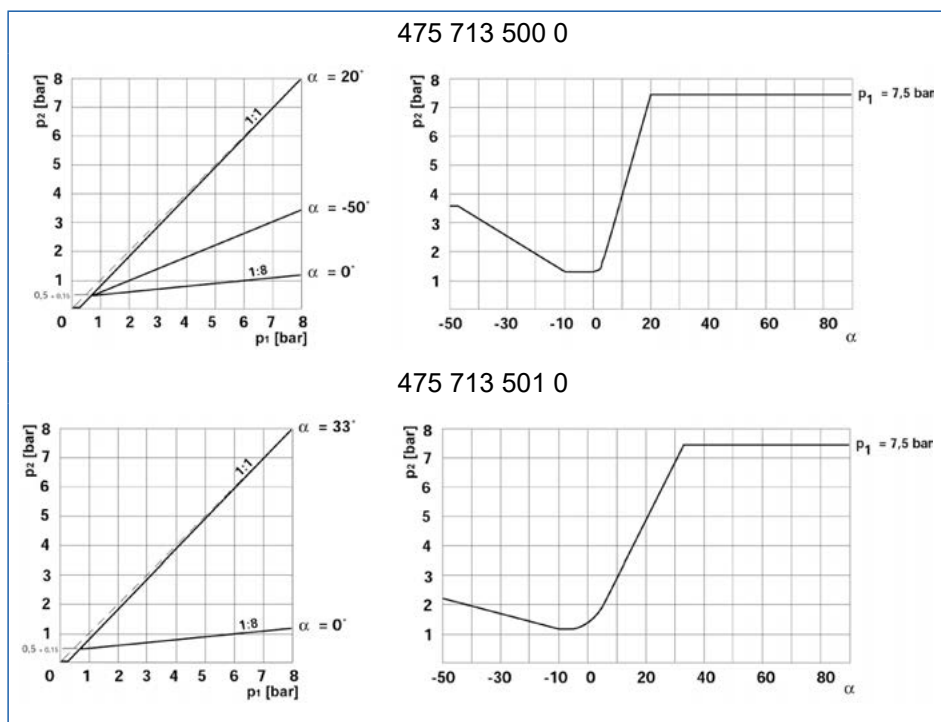 475 713 500 0
p2 [bar]
8
7
6
5
4
3
2
1
0,5 + 0,15
0
1 2 3 4 5 6 7 8
p1 [bar]
1:1
1:8
α = 20°
α = -50°
α = 0°
p2 [bar]
8
7
6
5
4
3
2
1
-50 -30 -10 0 20 40 60 80
α
p1 = 7,5 bar
475 713 501 0
p2 [bar]
8
7
6
5
4
3
2
1
0,5 + 0,15
0
1 2 3 4 5 6 7 8
p1 [bar]
1:1
1:8
α = 33°
α = 0°
p2 [bar]
8
7
6
5
4
3
2
1
-50 -30 -10 0 20 40 60 80
α
p1 = 7,5 bar